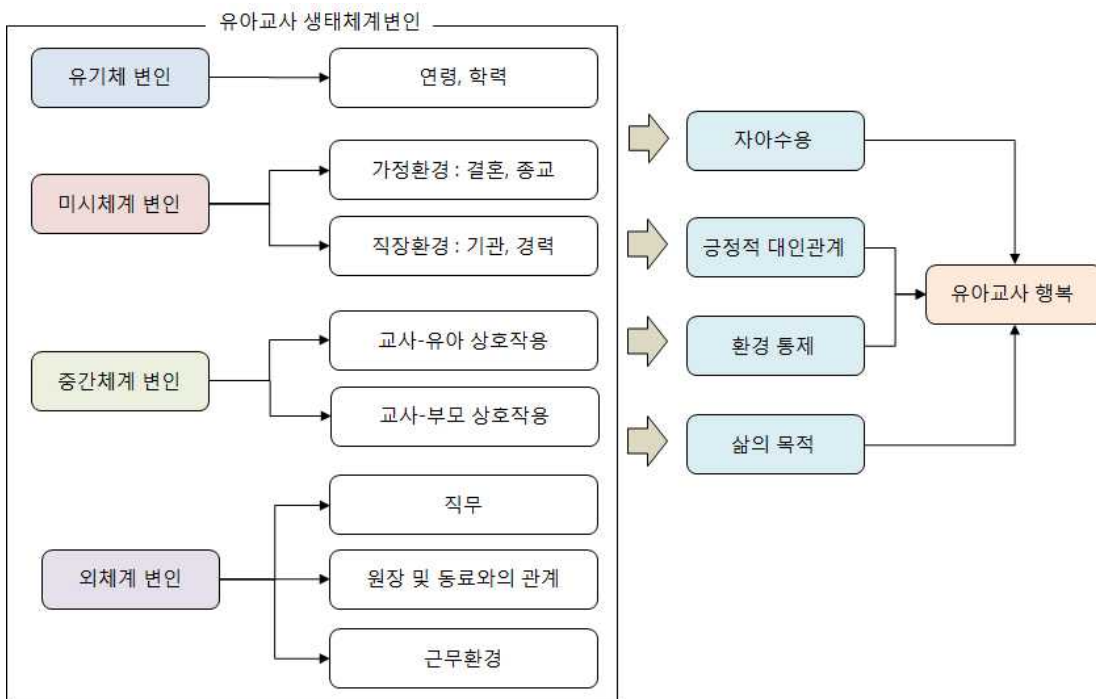 유아교사 생태체계변인
유기체 변인
연령, 학력
미시체계 변인
가정환경 : 결혼, 종교
직장환경 : 기관, 경력
중간체계 변인
교사-유아 상호작용
교사-부모 상호작용
외체계 변인
직무
원장 및 동료와의 관계
근무환경
자아수용
긍정적 대인관계
환경 통제
삶의 목적
유아교사 행복